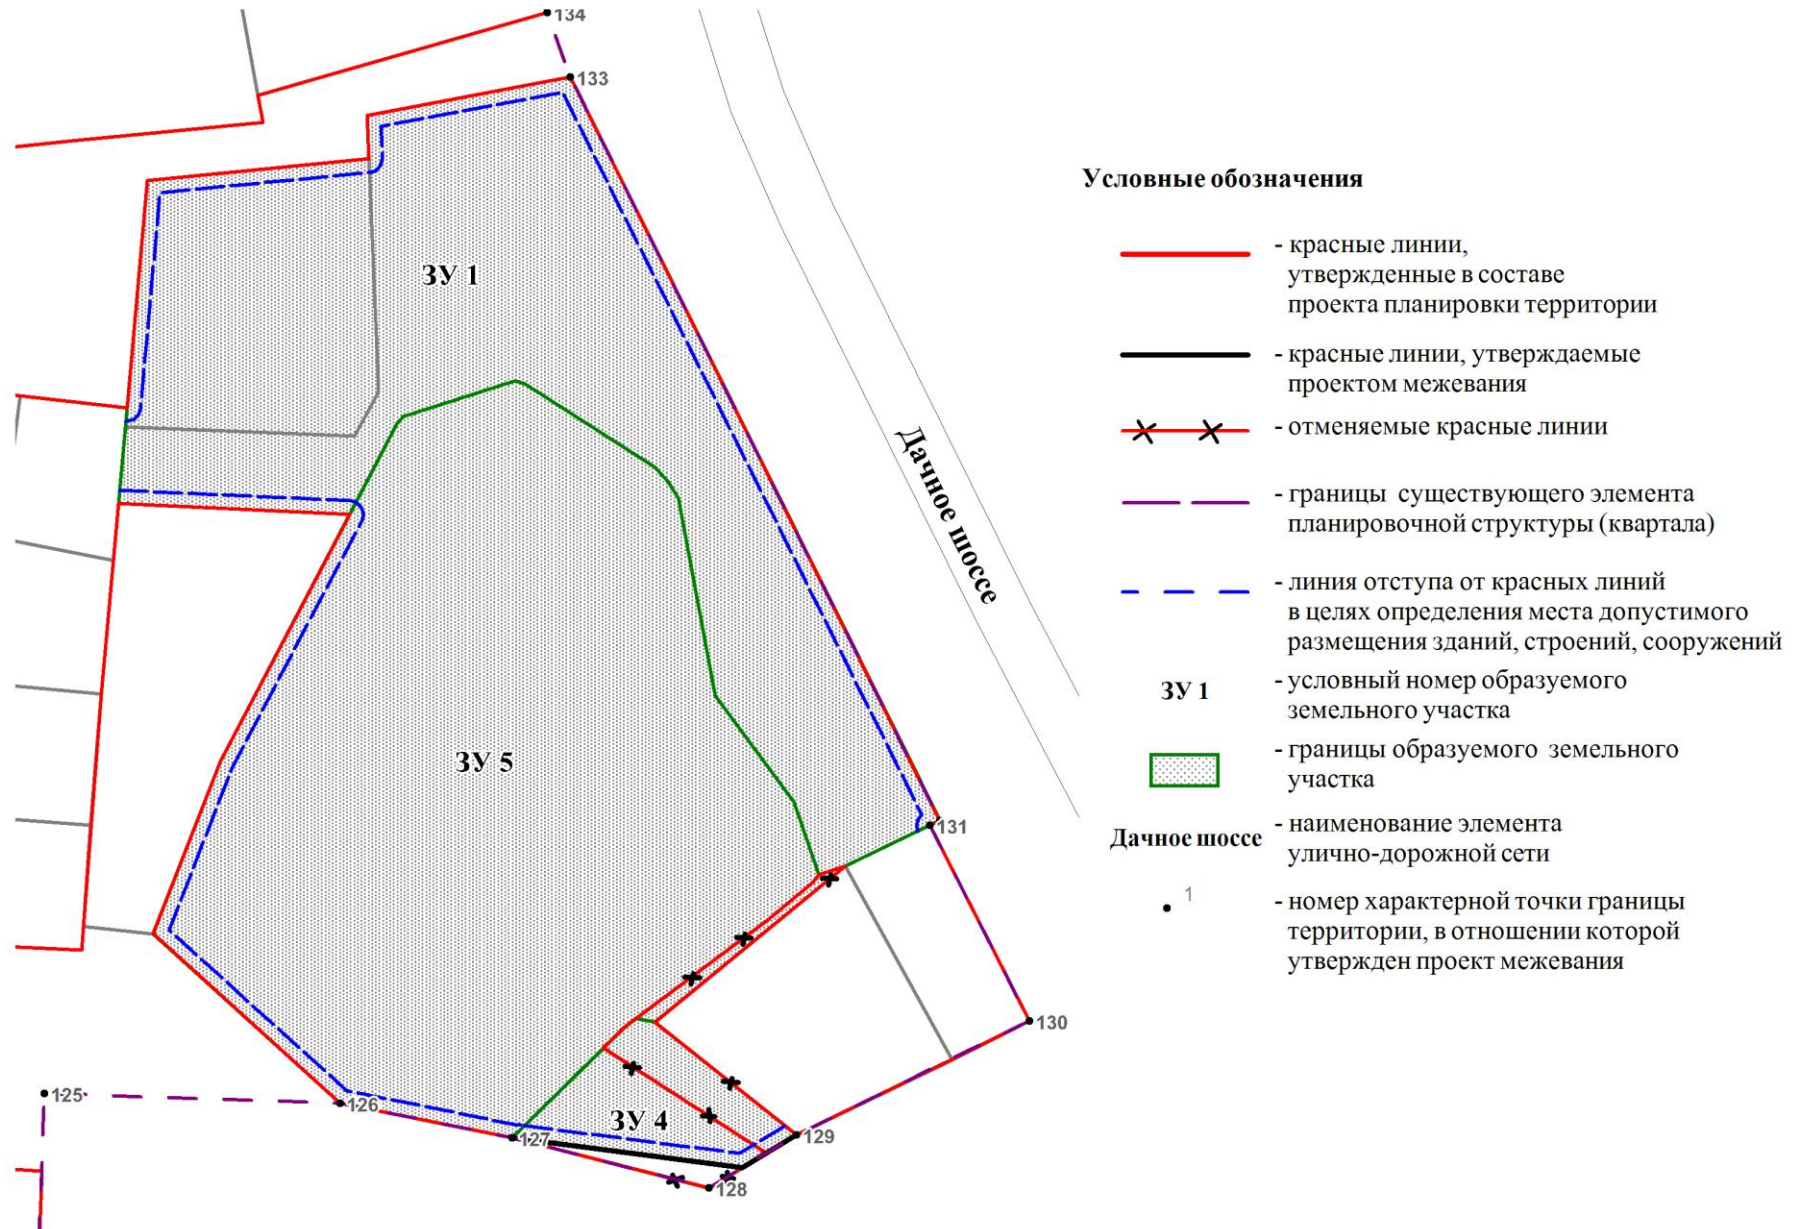 134
133
ЗУ 1
Дачное шоссе
ЗУ 5
131
130
125
126
127
ЗУ 4
129
128
Условные обозначения
- красные линии,
утвержденные в составе
проекта планировки территории
- красные линии, утверждаемые
проектом межевания
- отменяемые красные линии
- границы существующего элемента
планировочной структуры (квартала)
- линия отступа от красных линий
в целях определения места допустимого
размещения зданий, строений, сооружений
ЗУ 1
- условный номер образуемого
земельного участка
- границы образуемого земельного
участка
Дачное шоссе
- наименование элемента
улично-дорожной сети
1
- номер характерной точки границы
территории, в отношении которой
утвержден проект межевания